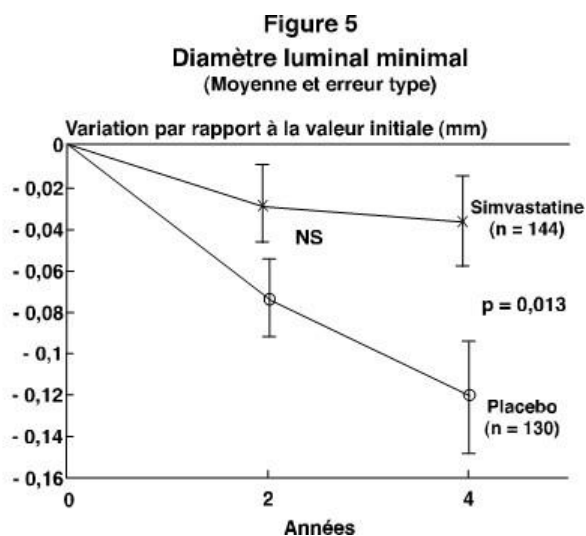 Figure 5
Diamètre luminal minimal
(Moyenne et erreur type)
Variation par rapport à la valeur initiale (mm)
0
- 0,02
- 0,04
- 0,06
- 0,08
- 0,1
- 0,12
- 0,14
- 0,16
Simvastatine
(n = 144)
NS
p = 0,013
Placebo
(n = 130)
0
2
4
Années